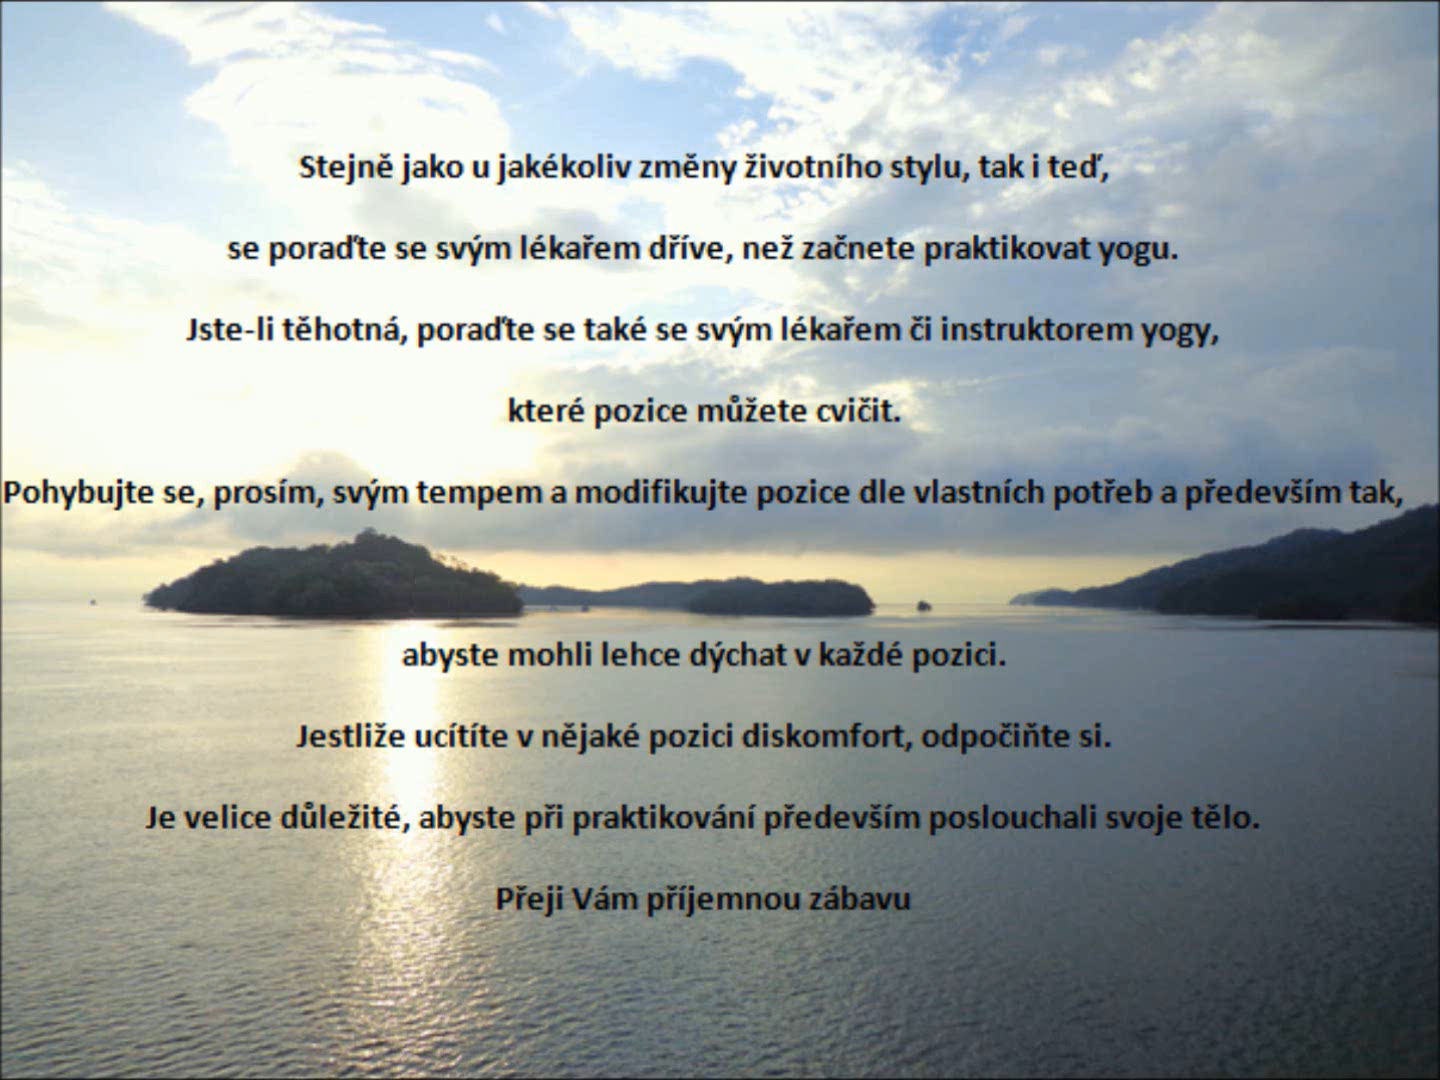 Stejně jako u jakékoliv změny životního stylu, tak i teď,
se poraďte se svým lékařem dříve, než začnete praktikovat yogu.
Jste-li těhotná, poraďte se také se svým lékařem či instruktorem yogy,
které pozice můžete cvičit.
Pohybujte se, prosím, svým tempem a modifikujte pozice dle vlastních potřeb a především tak,
abyste mohli lehce dýchat v každé pozici.
Jestliže ucítíte v nějaké pozici diskomfort, odpočiňte si.
Je velice důležité, abyste při praktikování především poslouchali svoje tělo.
Přeji Vám příjemnou zábavu